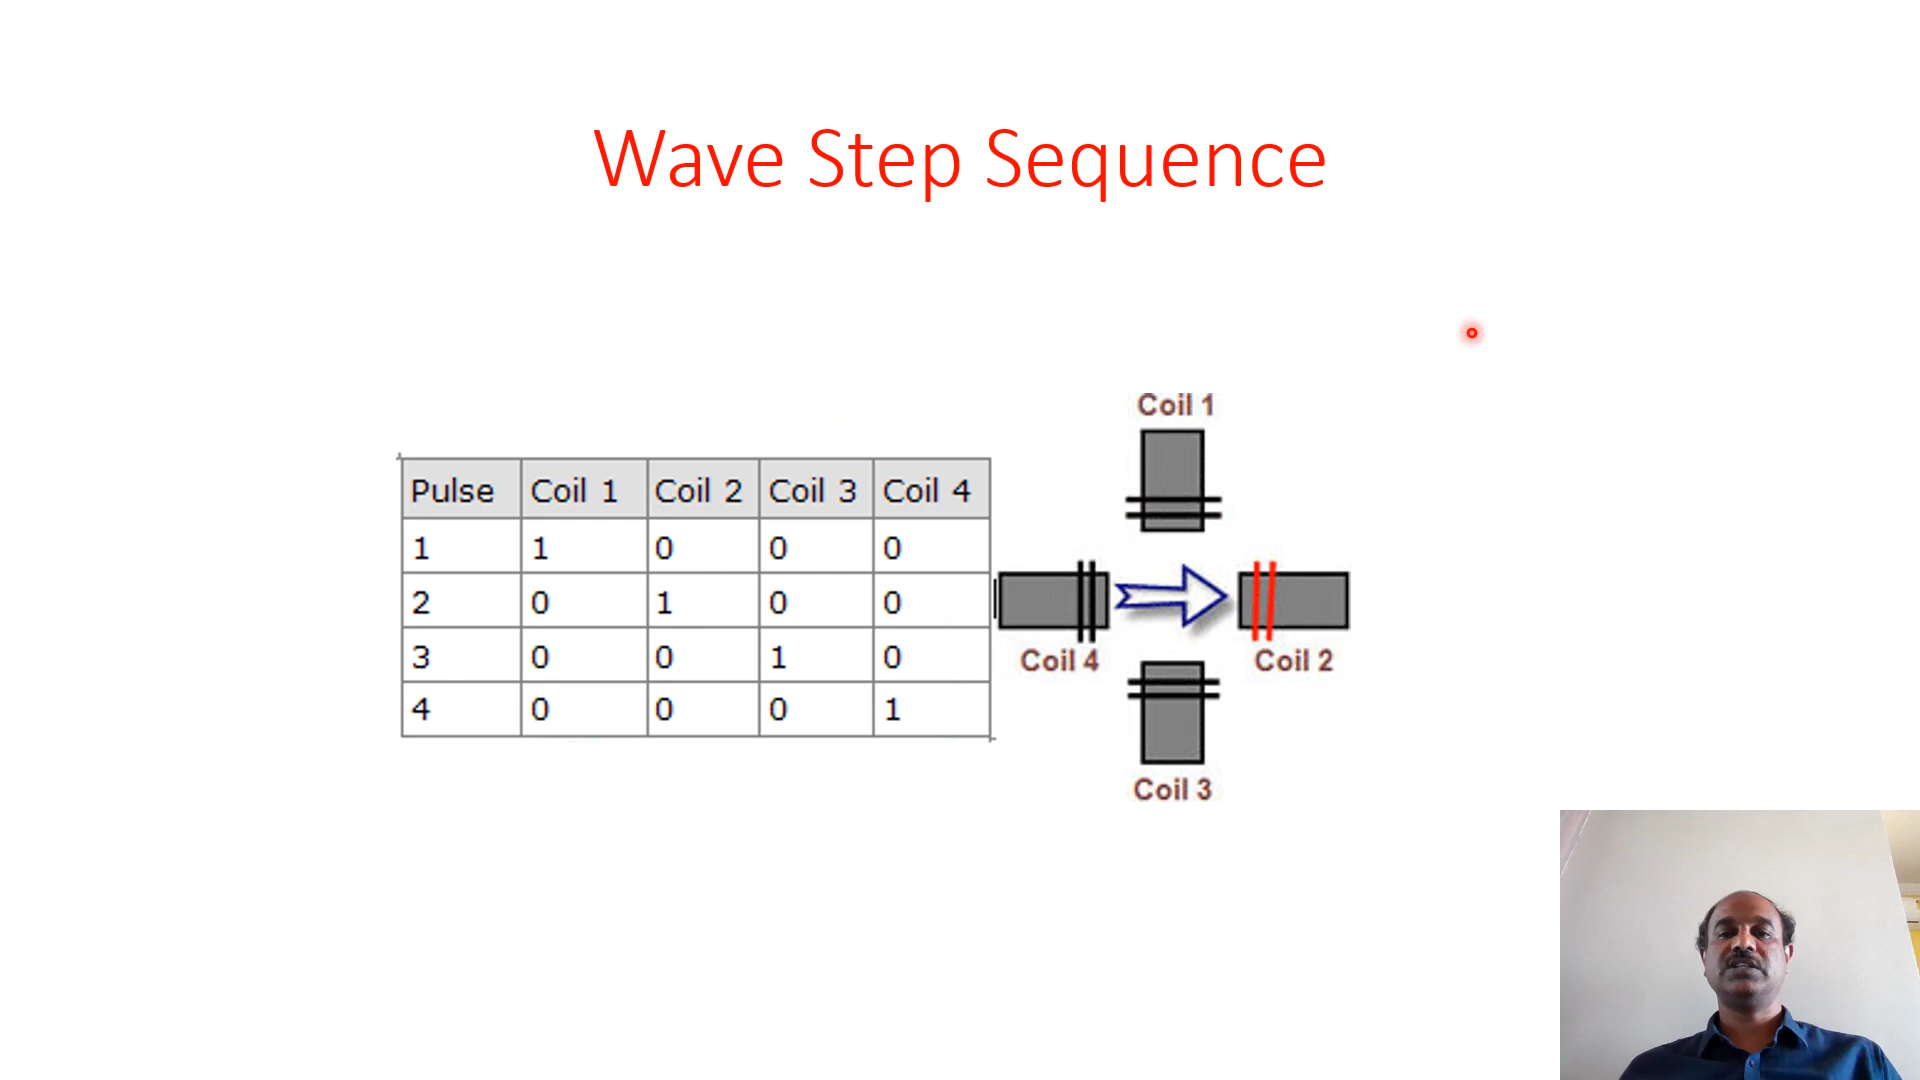 Wave Step Sequence
Pulse Coil 1 Coil 2 Coil 3 Coil 4
1 1 0 0 0
2 0 1 0 0
3 0 0 1 0
4 0 0 0 1
Coil 1
Coil 4
Coil 2
Coil 3